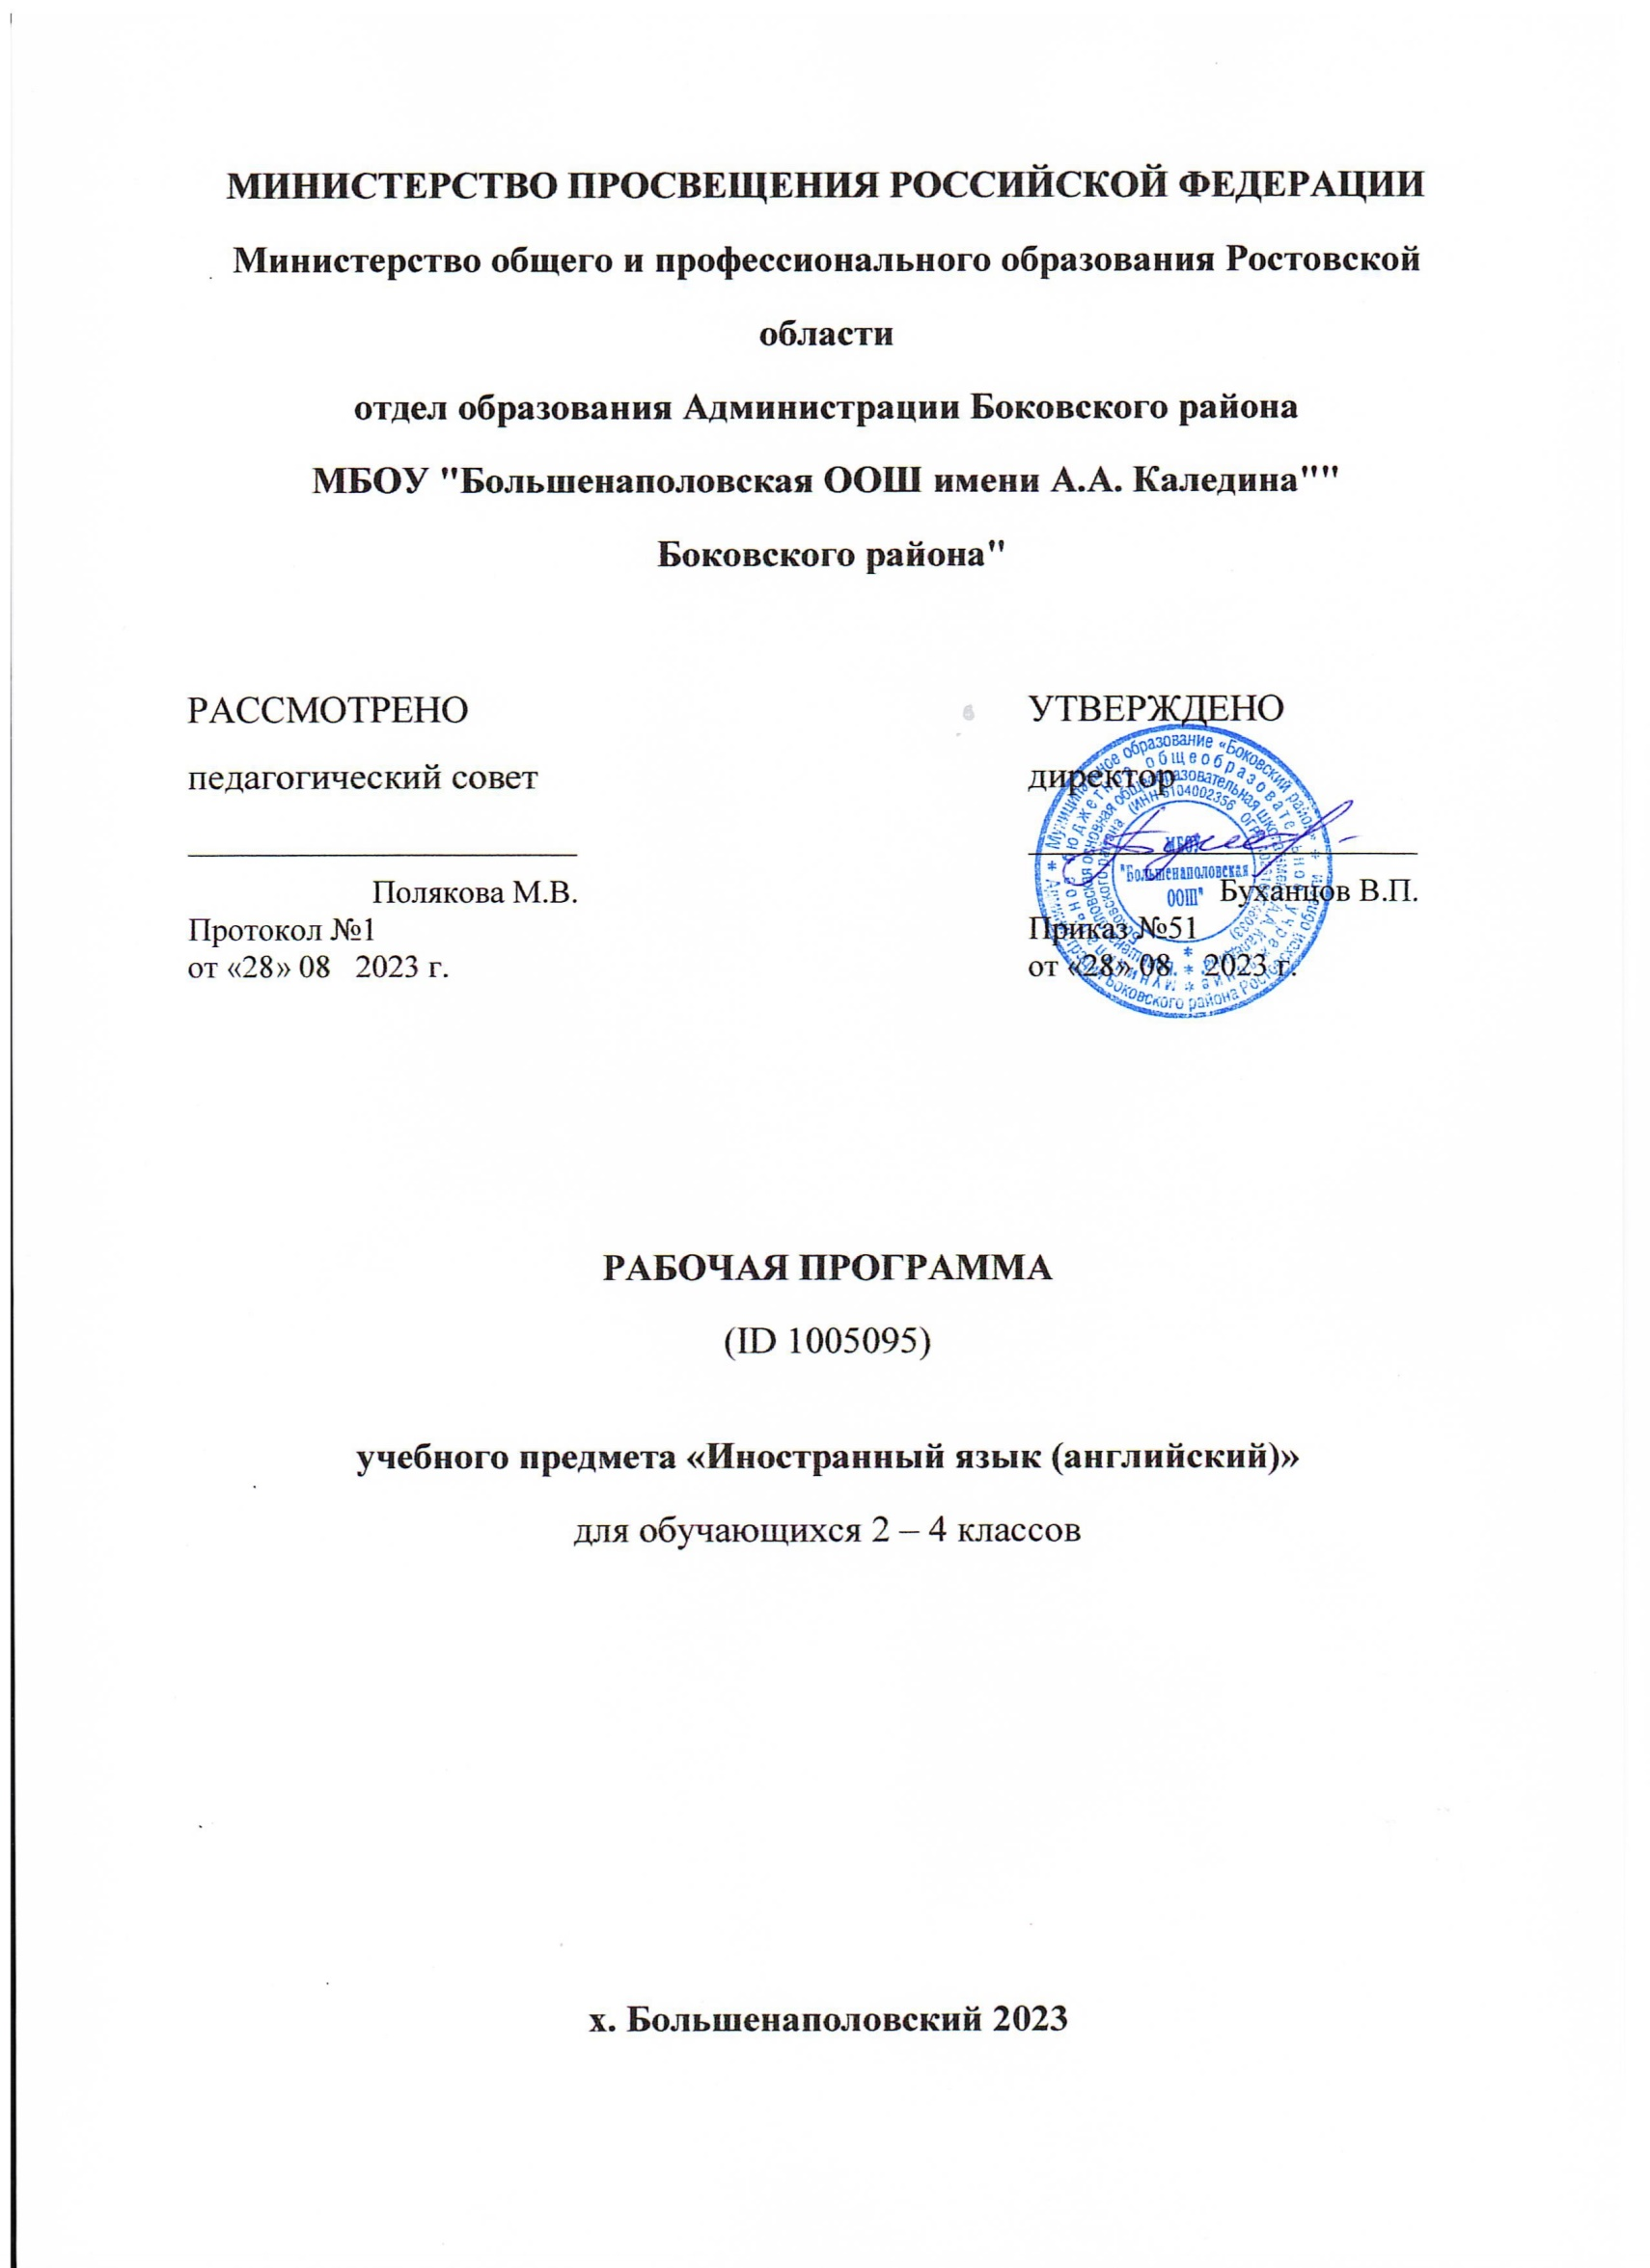 МИНИСТЕРСТВО ПРОСВЕЩЕНИЯ РОССИЙСКОЙ ФЕДЕРАЦИИ
Министерство общего и профессионального образования Ростовской
области
отдел образования Администрации Боковского района
МБОУ "Большенаполовская ООШ имени А.А. Каледина""
Боковского района"
РАССМОТРЕНО
педагогический совет
Полякова М.В.
Протокол №1
от «28» 08 2023 г.
УТВЕРЖДЕНО
директор
Буханцов В.П.
Приказ №51
от «28» 08 2023 г.
МБОУ
"Большенаполовская
ООШ"
РАБОЧАЯ ПРОГРАММА
(ID 1005095)
учебного предмета «Иностранный язык (английский)»
для обучающихся 2 – 4 классов
х. Большенаполовский 2023